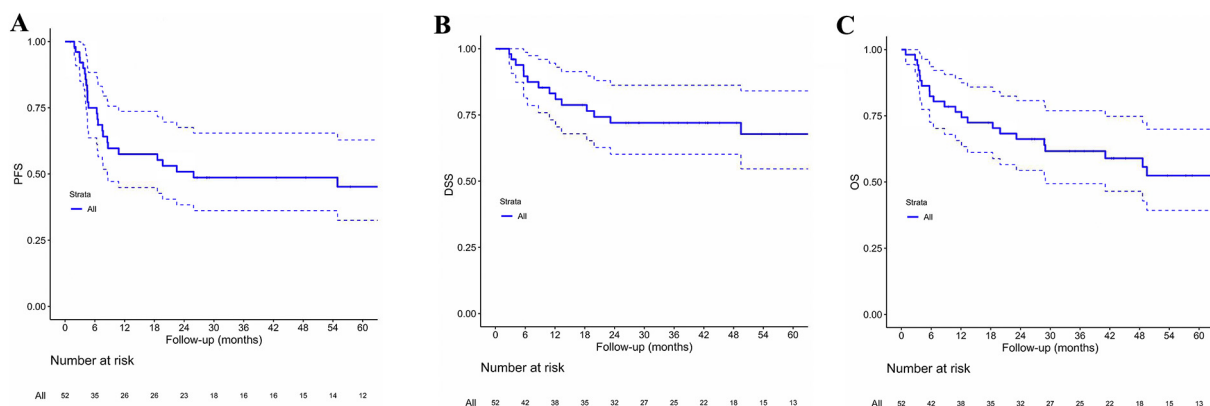 A
1.00
0.75
0.50
0.25
0.00
PFS
Strata
All
0 6 12 18 24 30 36 42 48 54 60
Follow-up (months)
Number at risk
All 52 35 26 26 23 18 16 16 15 14 12
B
1.00
0.75
0.50
0.25
0.00
DSS
Strata
All
0 6 12 18 24 30 36 42 48 54 60
Follow-up (months)
Number at risk
All 52 42 38 35 32 27 25 22 18 15 13
C
1.00
0.75
0.50
0.25
0.00
OS
Strata
All
0 6 12 18 24 30 36 42 48 54 60
Follow-up (months)
Number at risk
All 52 42 38 35 32 27 25 22 18 15 13